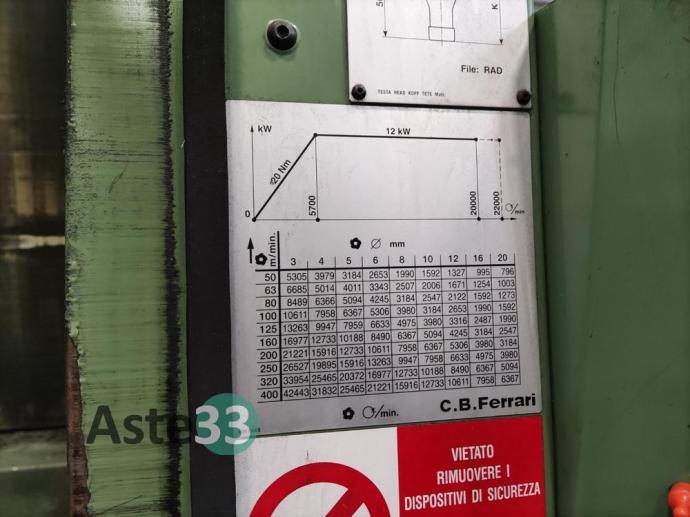 5
K
File: RAD
TESTA HEAD KOPF TETE Mob.
kW
12 kW
≅20 Nm
0
5700
20000
22000
/min
Ø mm
m/min.
3 4 5 6 8 10 12 16 20
50 5305 3979 3184 2653 1990 1592 1327 995 796
63 6685 5014 4011 3343 2507 2006 1671 1254 1003
80 8489 6366 5094 4245 3184 2547 2122 1592 1273
100 10611 7958 6367 5306 3980 3184 2653 1990 1592
125 13263 9947 7959 6633 4975 3980 3316 2487 1990
160 16977 12733 10188 8490 6367 5094 4245 3184 2547
200 21221 15916 12733 10611 7958 6367 5306 3980 3184
250 26527 19895 15916 13263 9947 7958 6633 4975 3980
320 33954 25465 20372 16977 12733 10188 8490 6367 5094
400 42443 31832 25465 21221 15916 12733 10611 7958 6367
/min.
C.B.Ferrari
Aste33
VIETATO
RIMUOVERE I
DISPOSITIVI DI SICUREZZA